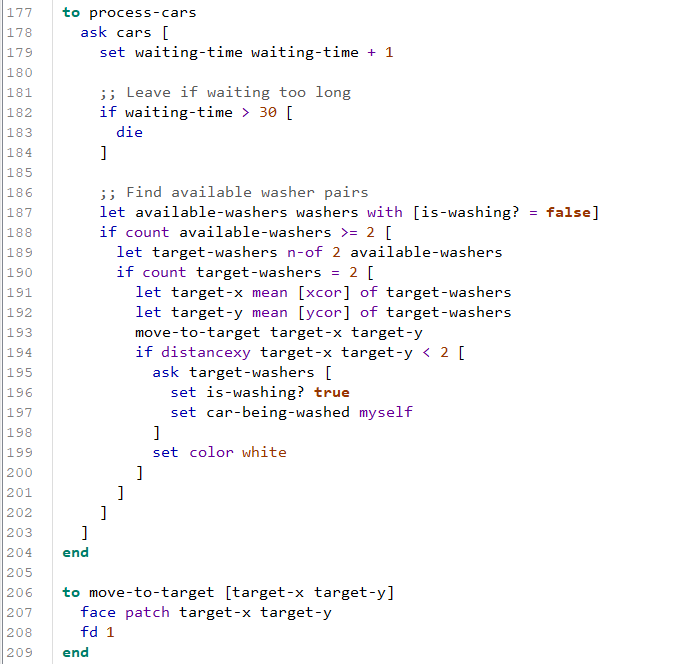 177 to process-cars
178   ask cars [
179     set waiting-time waiting-time + 1
180
181     ;; Leave if waiting too long
182     if waiting-time > 30 [
183       die
184     ]
185
186     ;; Find available washer pairs
187     let available-washers washers with [is-washing? = false]
188     if count available-washers >= 2 [
189       let target-washers n-of 2 available-washers
190       if count target-washers = 2 [
191         let target-x mean [xcor] of target-washers
192         let target-y mean [ycor] of target-washers
193         move-to-target target-x target-y
194         if distancexy target-x target-y < 2 [
195           ask target-washers [
196             set is-washing? true
197             set car-being-washed myself
198           ]
199           set color white
200         ]
201       ]
202     ]
203   ]
204 end
205
206 to move-to-target [target-x target-y]
207   face patch target-x target-y
208   fd 1
209 end